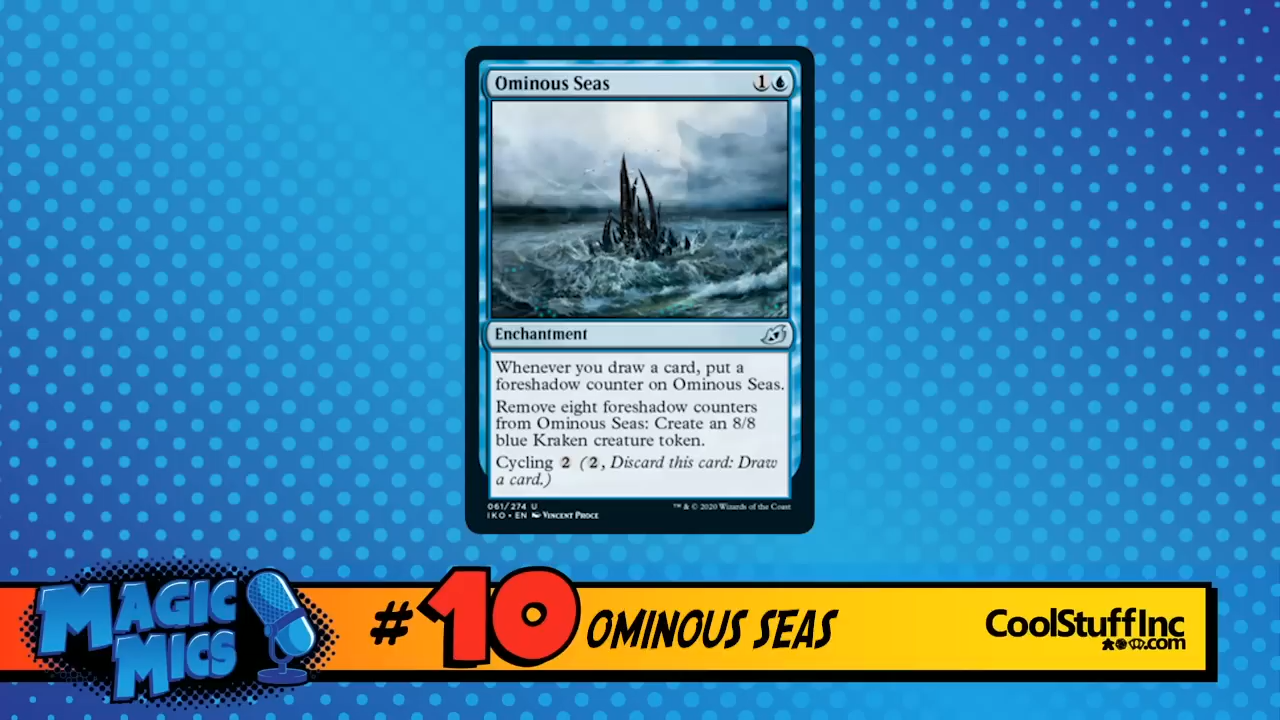 Ominous Seas 1
Enchantment
Whenever you draw a card, put a
foreshadow counter on Ominous Seas.
Remove eight foreshadow counters
from Ominous Seas: Create an 8/8
blue Kraken creature token.
Cycling 2 (2, Discard this card: Draw
a card.)
061/274 U
IKO • EN Vincent Proce
™ & © 2020 Wizards of the Coast
MAGIC
MICS
#10 OMINOUS SEAS
CoolStuffInc
.com